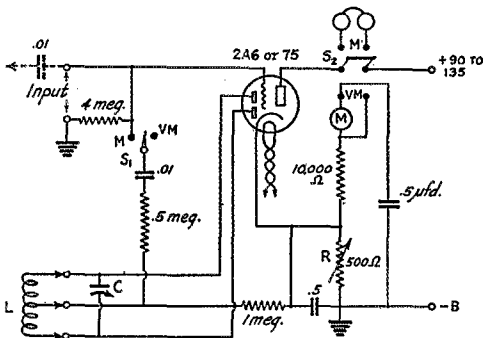 .01
Input
4 meg.
M
VM
S1
.01
.5 meg.
2A6 or 75
S2
M
+90 TO
135
VM
M
10,000
Ω
.5 µfd.
R
500Ω
L
C
1 meg.
.5
-B